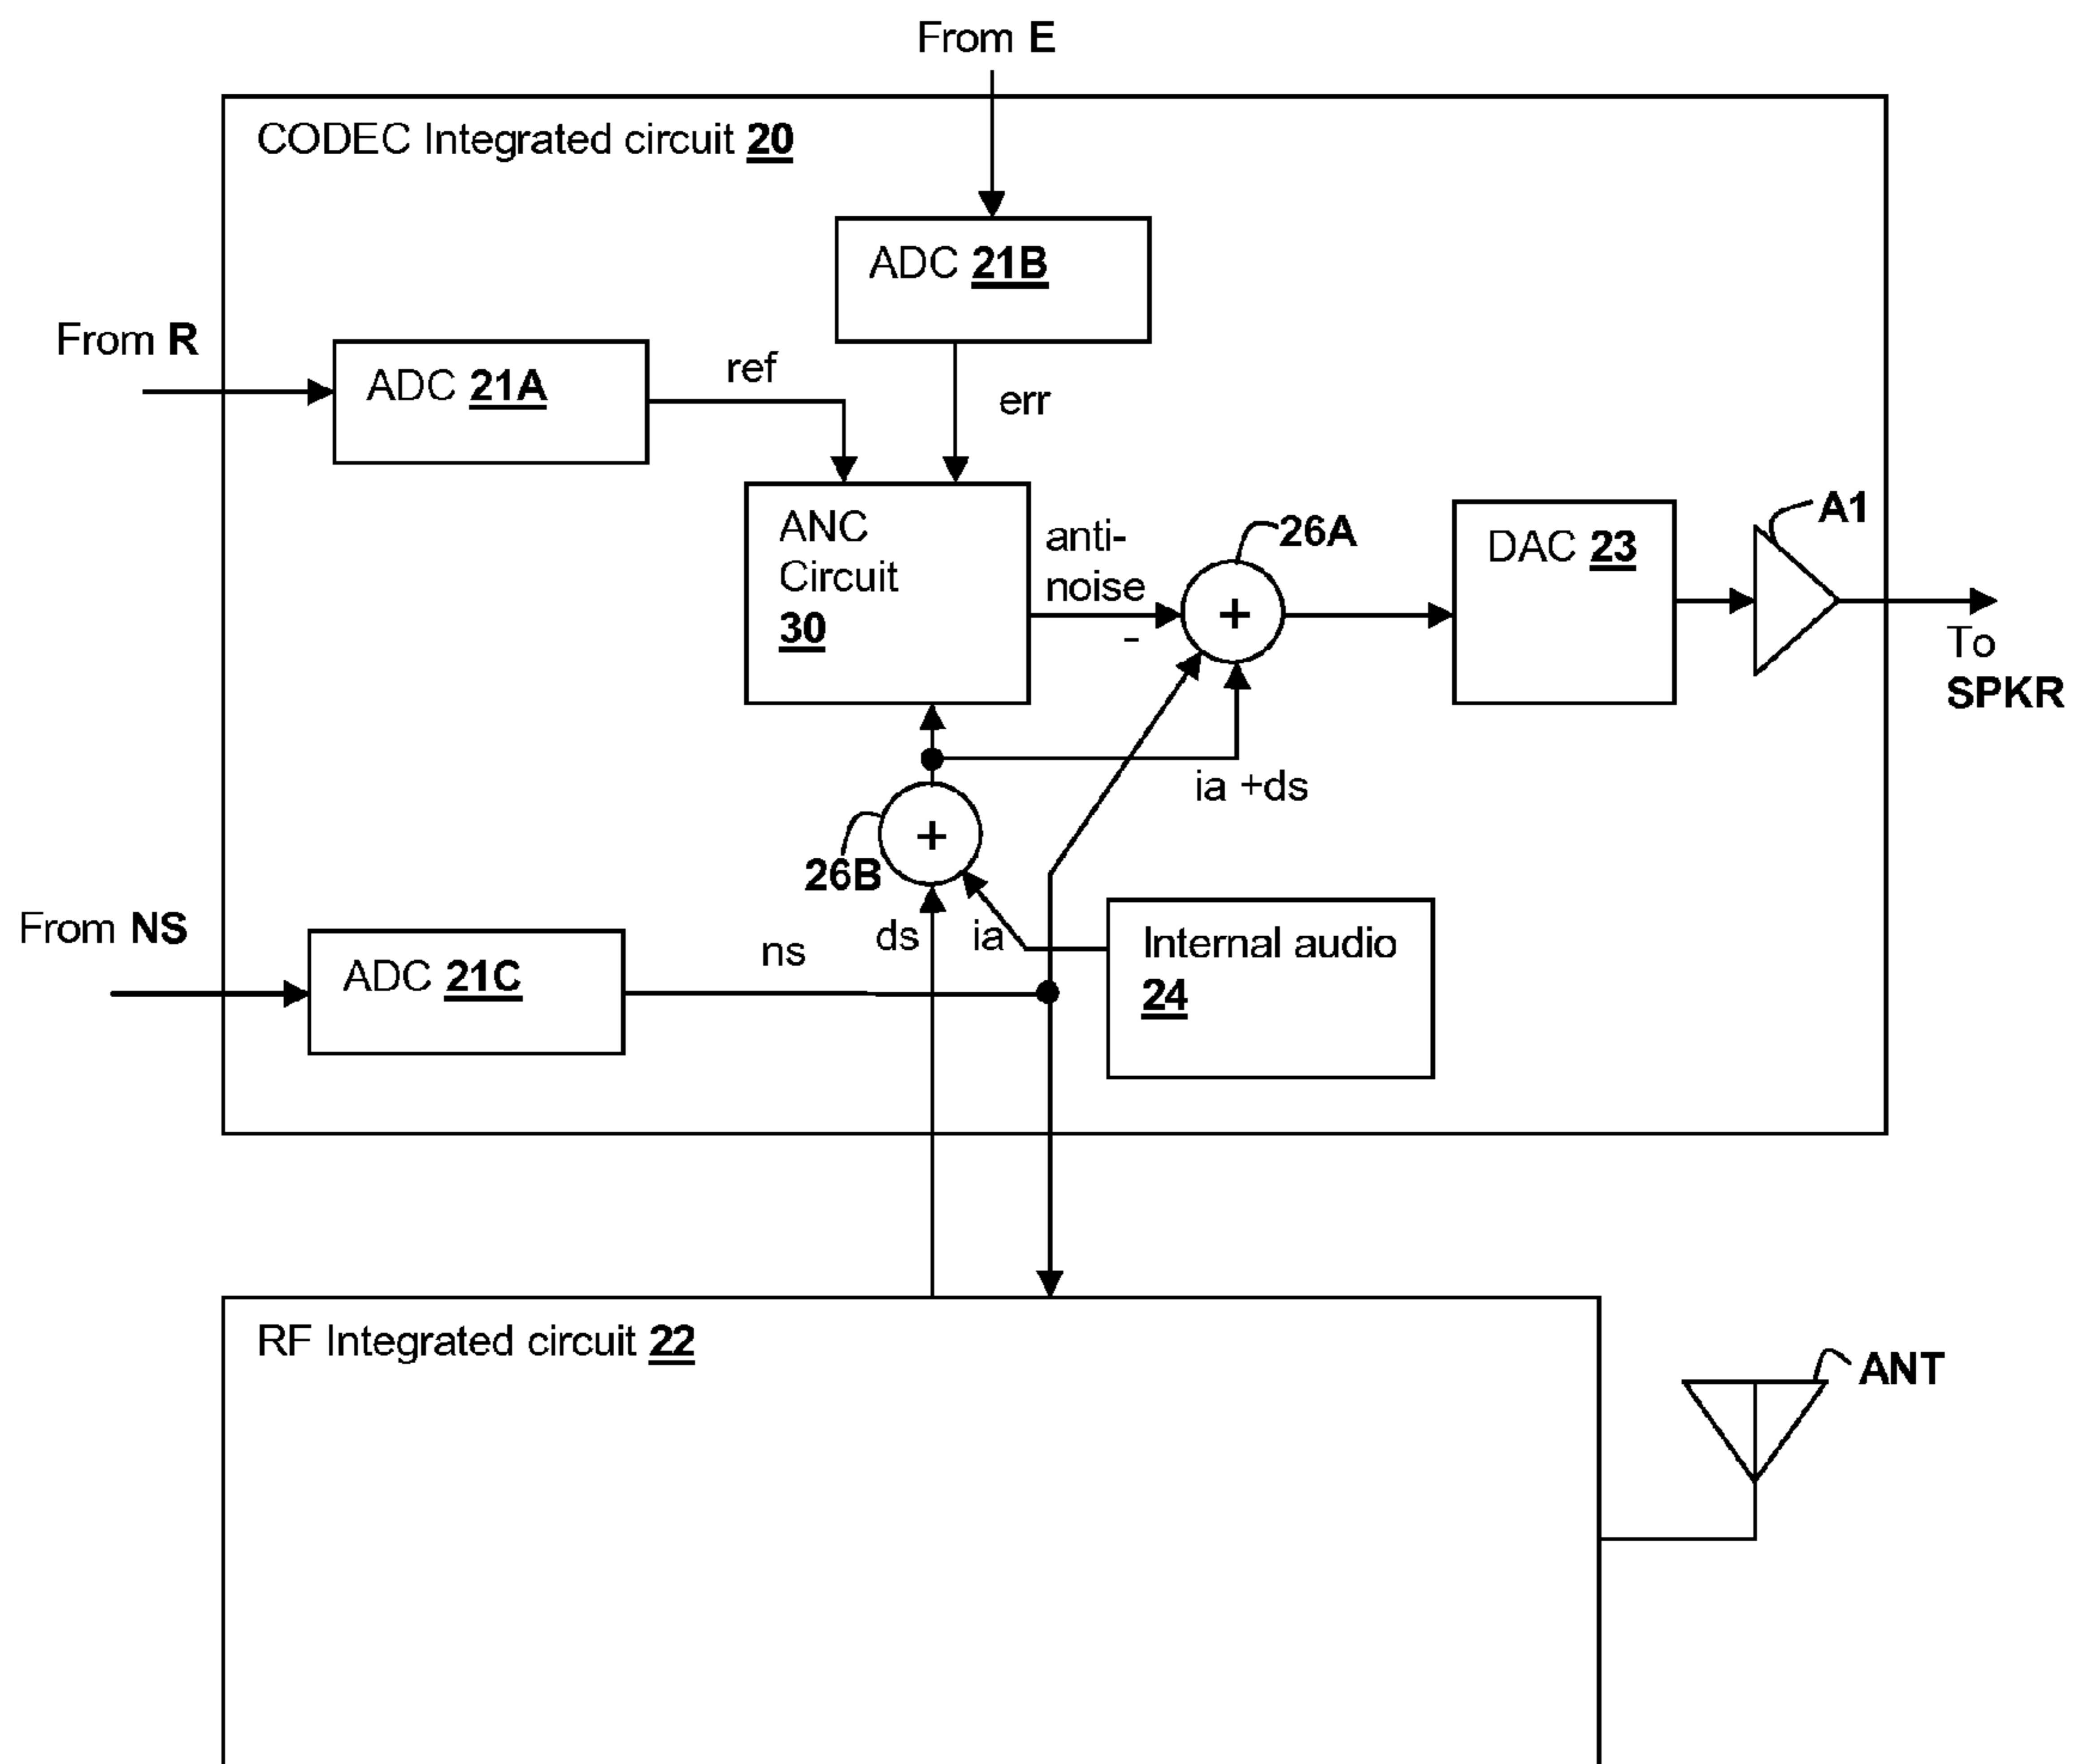 From E
CODEC Integrated circuit 20
ADC 21B
From R
ADC 21A
ref
err
ANC
Circuit
30
anti-
noise
-
+
26A
DAC 23
A1
To
SPKR
ia +ds
+
26B
From NS
ADC 21C
ns
ds
ia
Internal audio
24
RF Integrated circuit 22
ANT